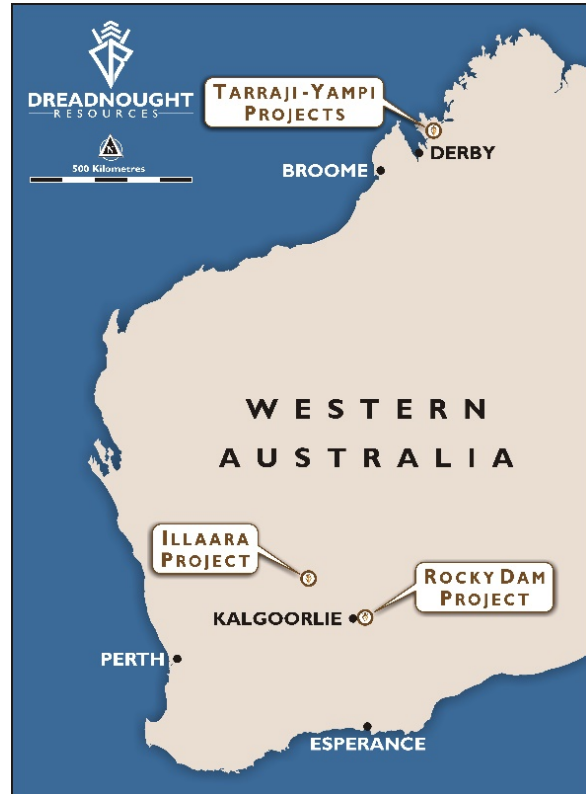 DREADNOUGHT
RESOURCES
500 Kilometres
TARRAJI-YAMPI
PROJECTS
DERBY
BROOME
WESTERN
AUSTRALIA
ILLAARA
PROJECT
ROCKY DAM
PROJECT
KALGOORLIE
PERTH
ESPERANCE